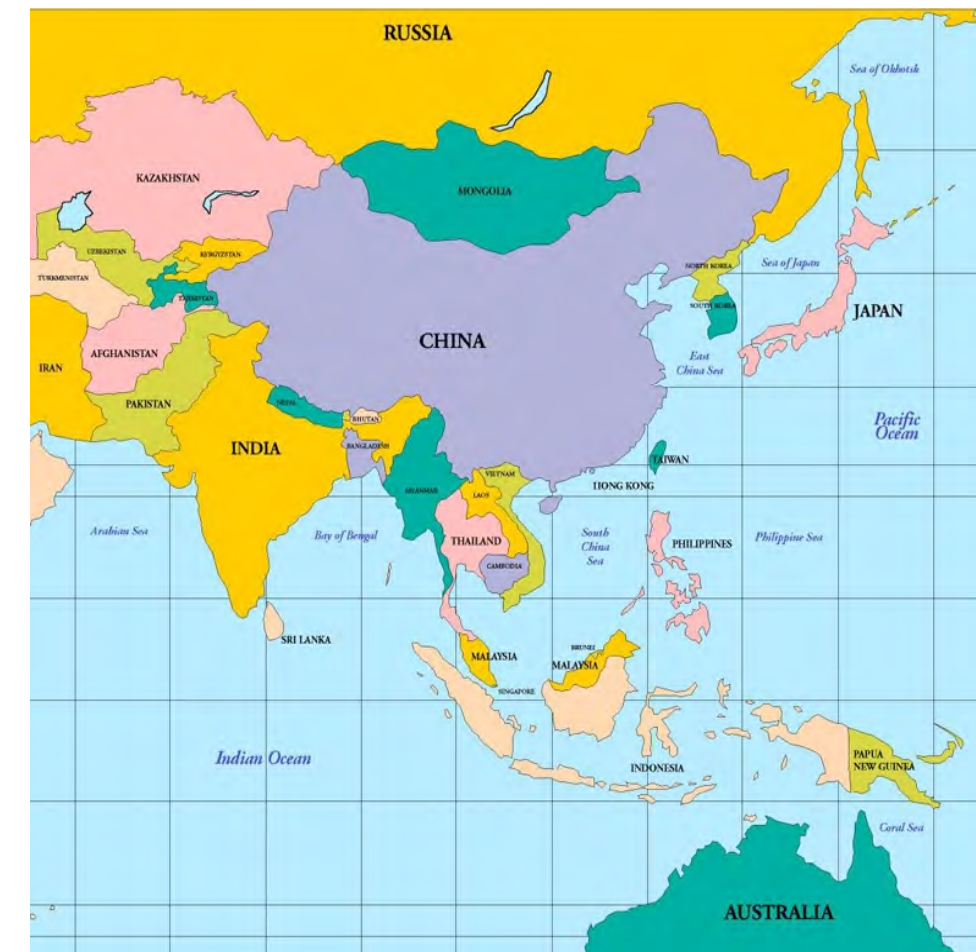 RUSSIA
Sea of Okhotsk
KAZAKHSTAN
MONGOLIA
UZBEKISTAN
KYRGYZSTAN
NORTH KOREA
Sea of Japan
TURKMENISTAN
TAJIKISTAN
SOUTH KOREA
JAPAN
CHINA
AFGHANISTAN
East
China Sea
IRAN
PAKISTAN
NEPAL
BHUTAN
Pacific
Ocean
INDIA
BANGLADESH
TAIWAN
VIETNAM
HONG KONG
MYANMAR
LAOS
Arabian Sea
Bay of Bengal
THAILAND
South
China
Sea
PHILIPPINES
Philippine Sea
CAMBODIA
SRI LANKA
BRUNEI
MALAYSIA
MALAYSIA
SINGAPORE
Indian Ocean
INDONESIA
PAPUA
NEW GUINEA
Coral Sea
AUSTRALIA